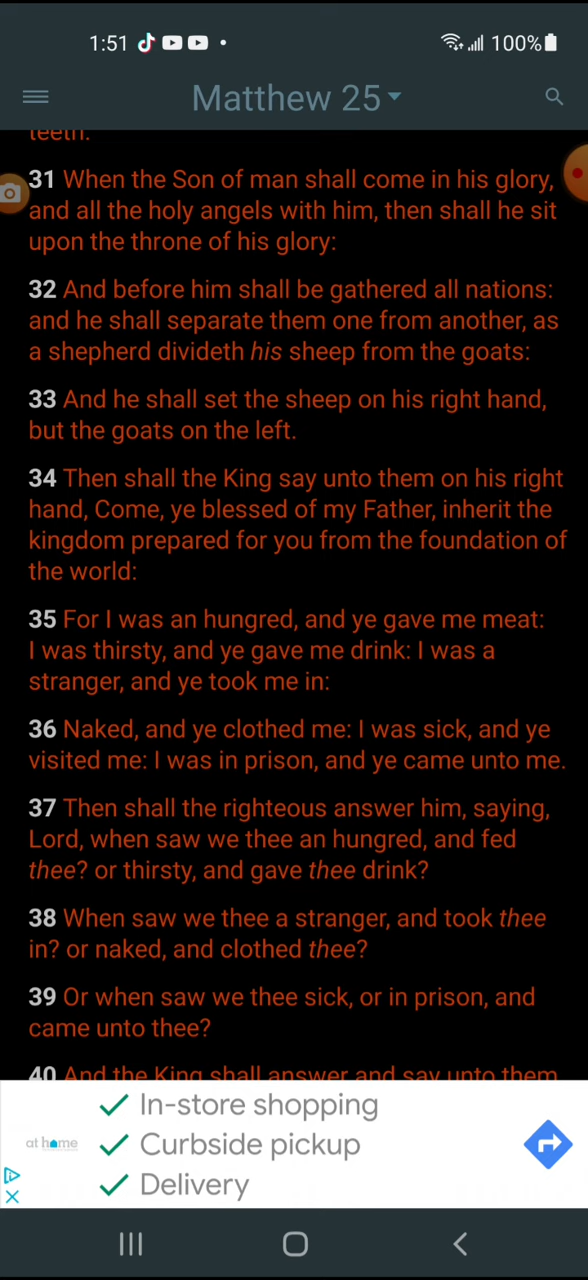 1:51 100%
Matthew 25
teeth.
31 When the Son of man shall come in his glory,
and all the holy angels with him, then shall he sit
upon the throne of his glory:
32 And before him shall be gathered all nations:
and he shall separate them one from another, as
a shepherd divideth his sheep from the goats:
33 And he shall set the sheep on his right hand,
but the goats on the left.
34 Then shall the King say unto them on his right
hand, Come, ye blessed of my Father, inherit the
kingdom prepared for you from the foundation of
the world:
35 For I was an hungred, and ye gave me meat:
I was thirsty, and ye gave me drink: I was a
stranger, and ye took me in:
36 Naked, and ye clothed me: I was sick, and ye
visited me: I was in prison, and ye came unto me.
37 Then shall the righteous answer him, saying,
Lord, when saw we thee an hungred, and fed
thee? or thirsty, and gave thee drink?
38 When saw we thee a stranger, and took thee
in? or naked, and clothed thee?
39 Or when saw we thee sick, or in prison, and
came unto thee?
40 And the King shall answer and say unto them
In-store shopping
at home Curbside pickup
Delivery